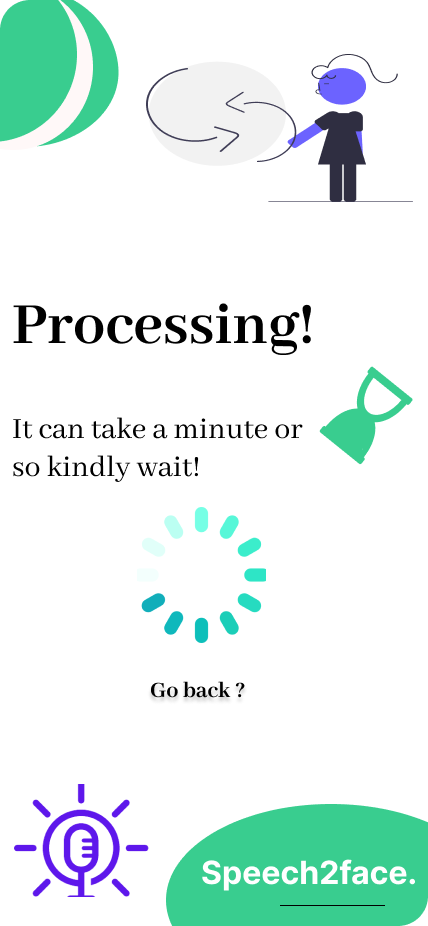 Processing!
It can take a minute or
so kindly wait!
Go back ?
Speech2face.